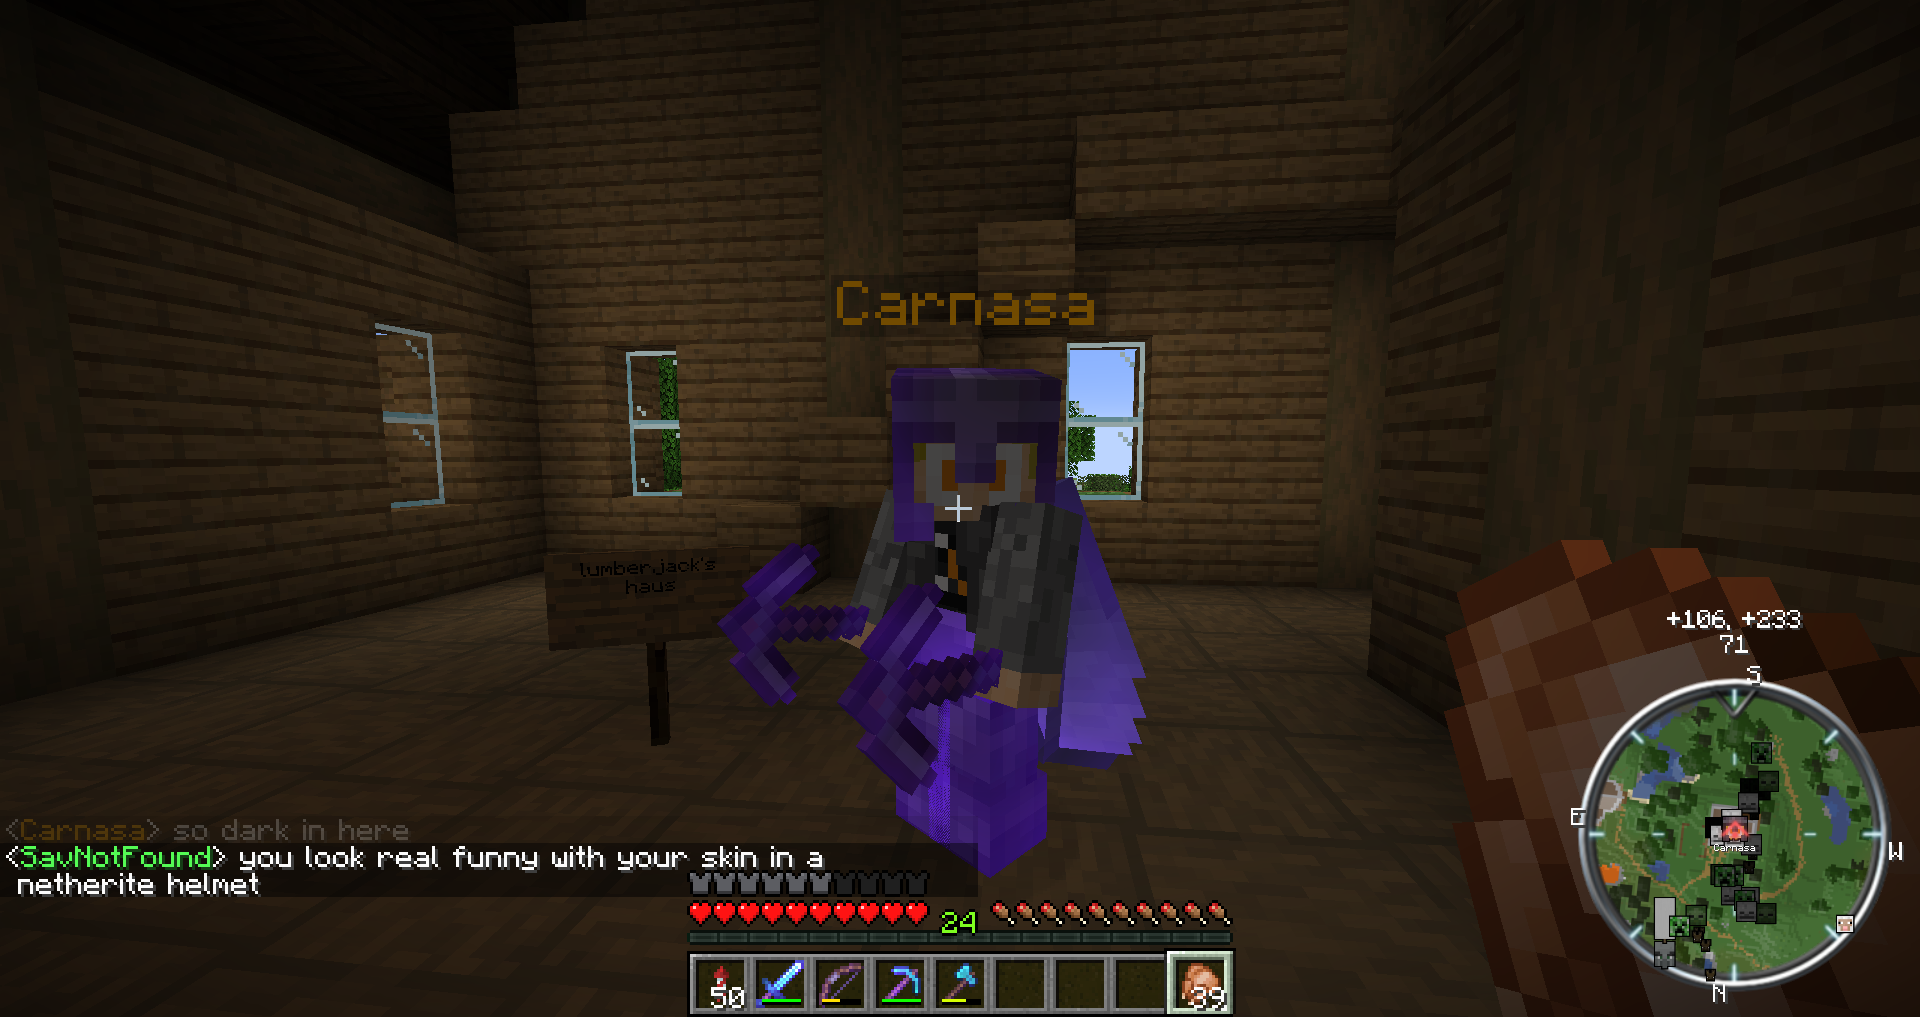 Carnasa
lumberjack's
haus
+106, +233
71
S
E
Carnasa
W
N
<Carnasa> so dark in here
<SavNotFound> you look real funny with your skin in a
netherite helmet
24
50
39